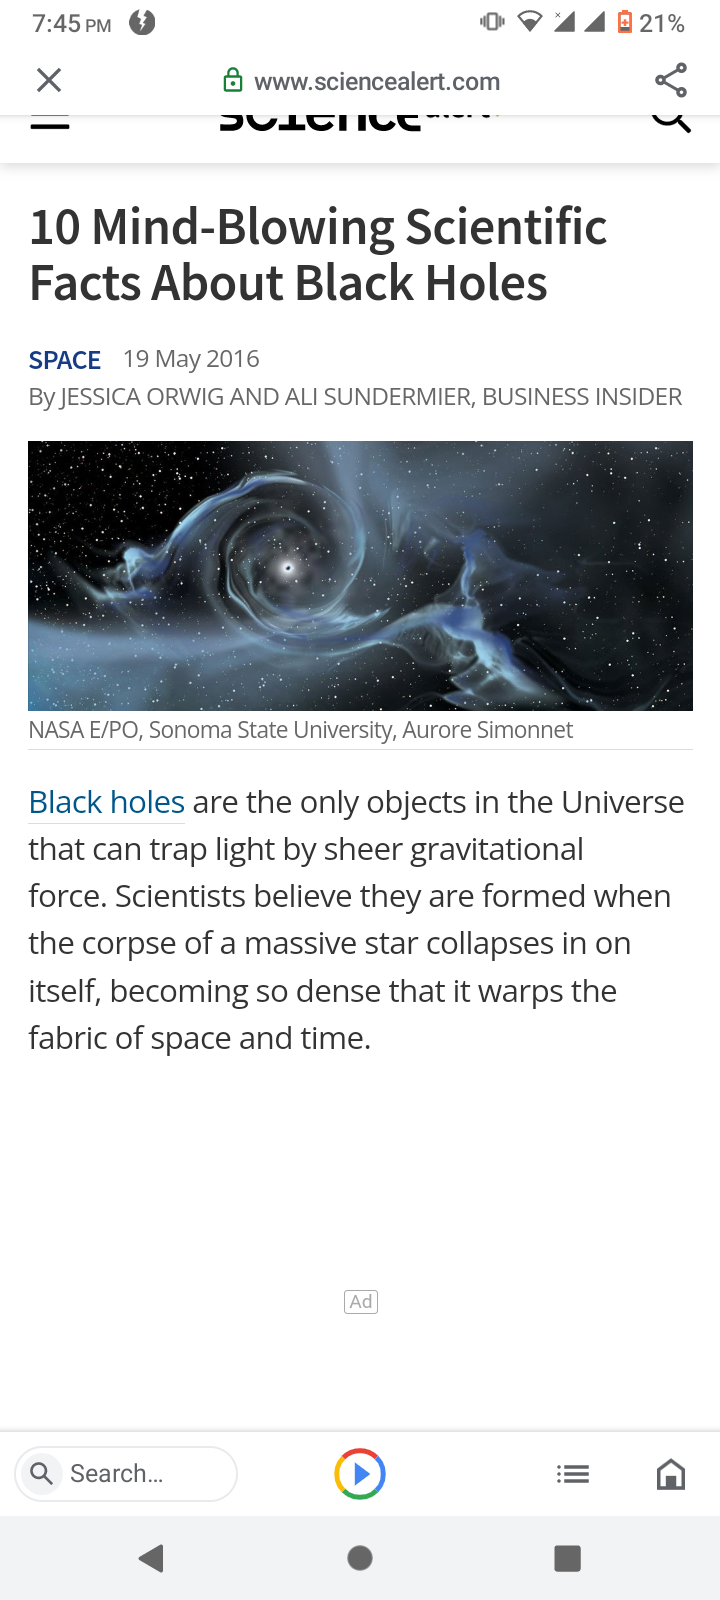 7:45 PM
21%
www.sciencealert.com
science alert
10 Mind-Blowing Scientific
Facts About Black Holes
SPACE 19 May 2016
By JESSICA ORWIG AND ALI SUNDERMIER, BUSINESS INSIDER
NASA E/PO, Sonoma State University, Aurore Simonnet
Black holes are the only objects in the Universe
that can trap light by sheer gravitational
force. Scientists believe they are formed when
the corpse of a massive star collapses in on
itself, becoming so dense that it warps the
fabric of space and time.
Ad
Search...